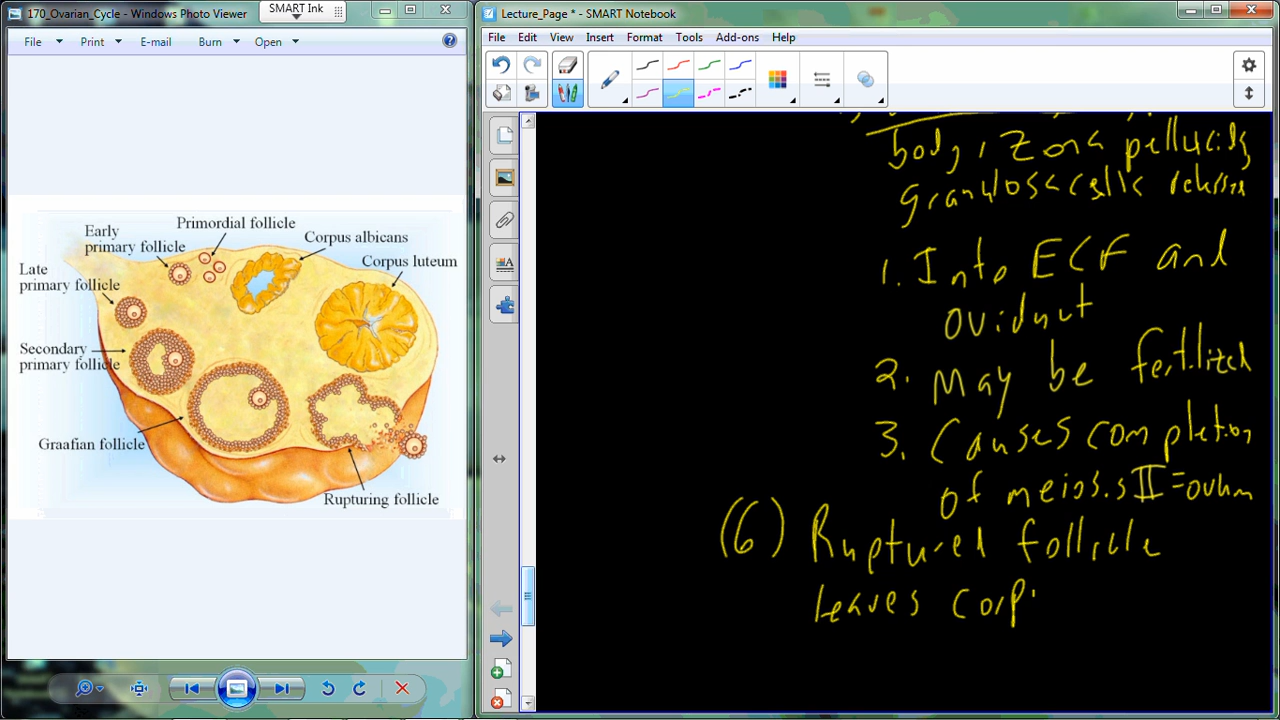 170_Ovarian_Cycle - Windows Photo Viewer
SMART Ink
File Print E-mail Burn Open
Early
primary follicle
Primordial follicle
Corpus albicans
Corpus luteum
Late
primary follicle
Secondary
primary follicle
Graafian follicle
Rupturing follicle
Lecture_Page * - SMART Notebook
File Edit View Insert Format Tools Add-ons Help
body, Zona pellucida,
granulosa cells release
1. Into ECF and
oviduct
2. May be fertilized
3. Causes completion
of meiosis II = ovum
(6) Ruptured follicle
leaves corp